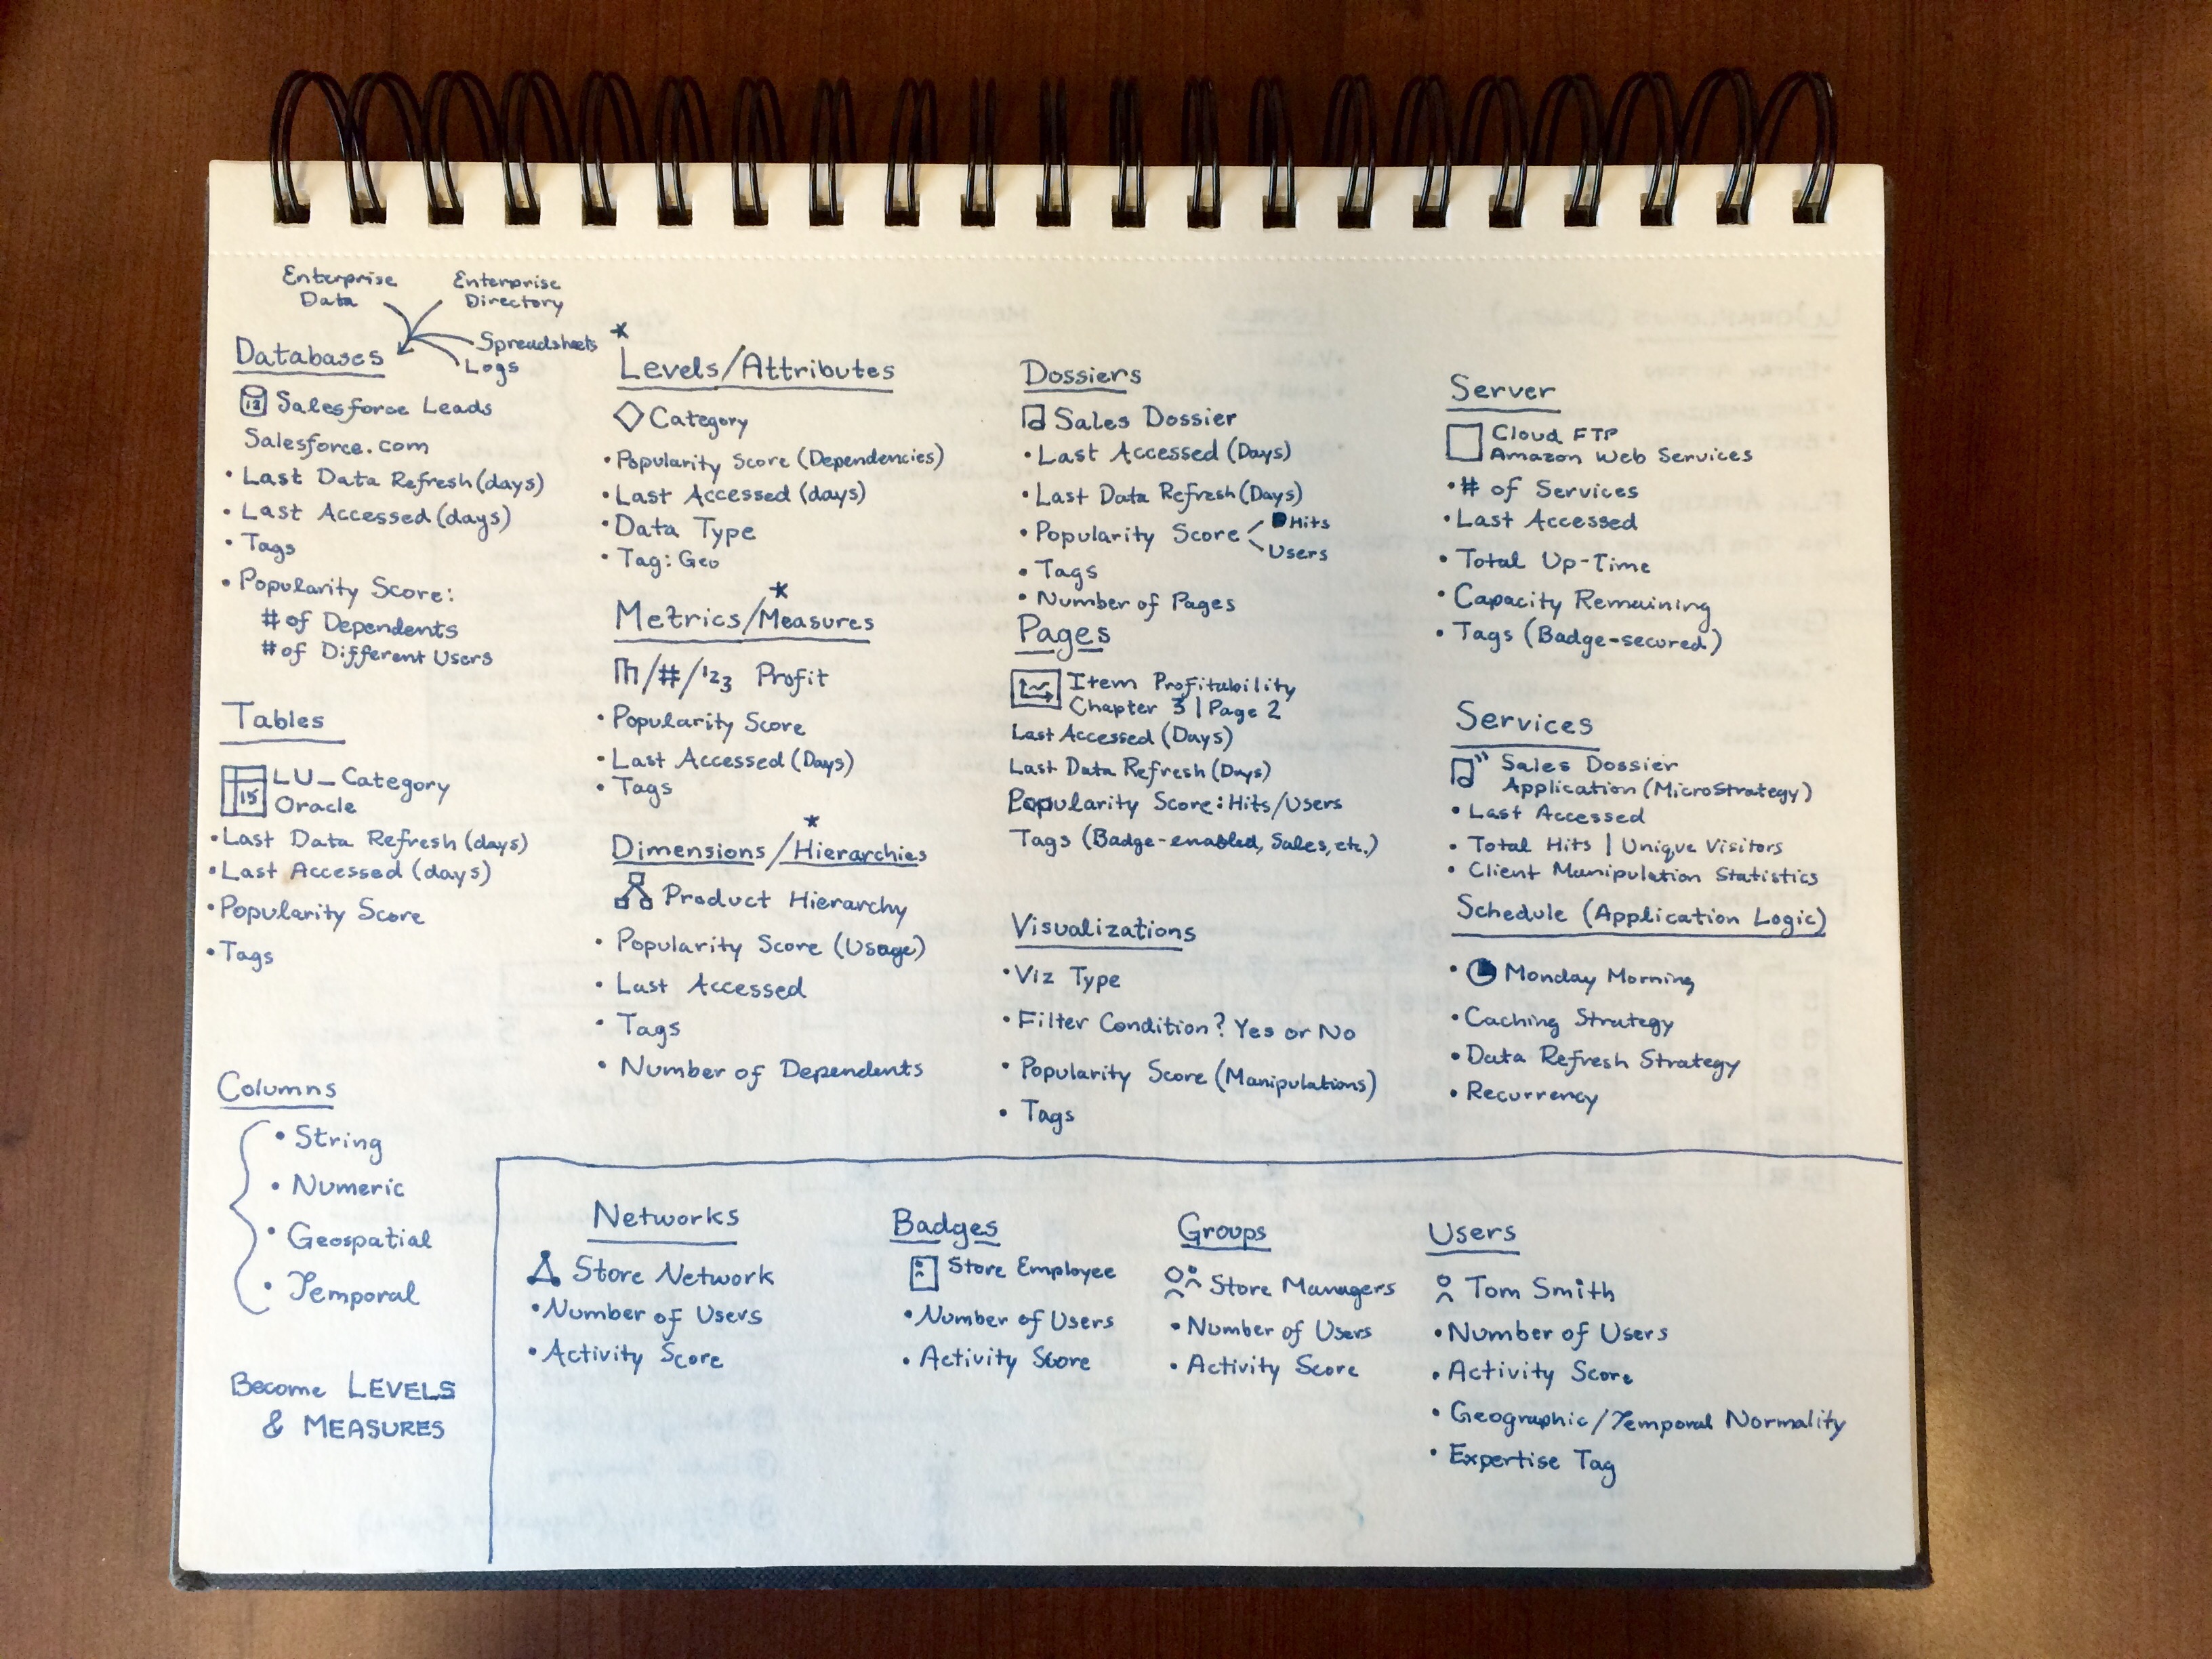 Enterprise
Data
Enterprise
Directory
Spreadsheets
Logs
Databases
12 Salesforce Leads
Salesforce.com
• Last Data Refresh (days)
• Last Accessed (days)
• Tags
• Popularity Score:
# of Dependents
# of Different Users
Tables
15 LU_Category
Oracle
• Last Data Refresh (days)
• Last Accessed (days)
• Popularity Score
• Tags
Columns
• String
• Numeric
• Geospatial
• Temporal
Become LEVELS
& MEASURES
*
Levels/Attributes
Category
• Popularity Score (Dependencies)
• Last Accessed (days)
• Data Type
• Tag: Geo
*
Metrics/Measures
/#/123 Profit
• Popularity Score
• Last Accessed (Days)
• Tags
*
Dimensions/Hierarchies
Product Hierarchy
• Popularity Score (Usage)
• Last Accessed
• Tags
• Number of Dependents
Dossiers
Sales Dossier
• Last Accessed (Days)
• Last Data Refresh (Days)
• Popularity Score
Hits
Users
• Tags
• Number of Pages
Pages
Item Profitability
Chapter 3 | Page 2
Last Accessed (Days)
Last Data Refresh (Days)
Popularity Score: Hits/Users
Tags (Badge-enabled, Sales, etc.)
Visualizations
• Viz Type
• Filter Condition? Yes or No
• Popularity Score (Manipulations)
• Tags
Server
Cloud FTP
Amazon Web Services
• # of Services
• Last Accessed
• Total Up-Time
• Capacity Remaining
• Tags (Badge-secured)
Services
Sales Dossier
Application (MicroStrategy)
• Last Accessed
• Total Hits | Unique Visitors
• Client Manipulation Statistics
Schedule (Application Logic)
• Monday Morning
• Caching Strategy
• Data Refresh Strategy
• Recurrency
Networks
Store Network
• Number of Users
• Activity Score
Badges
Store Employee
• Number of Users
• Activity Score
Groups
Store Managers
• Number of Users
• Activity Score
Users
Tom Smith
• Number of Users
• Activity Score
• Geographic/Temporal Normality
• Expertise Tag